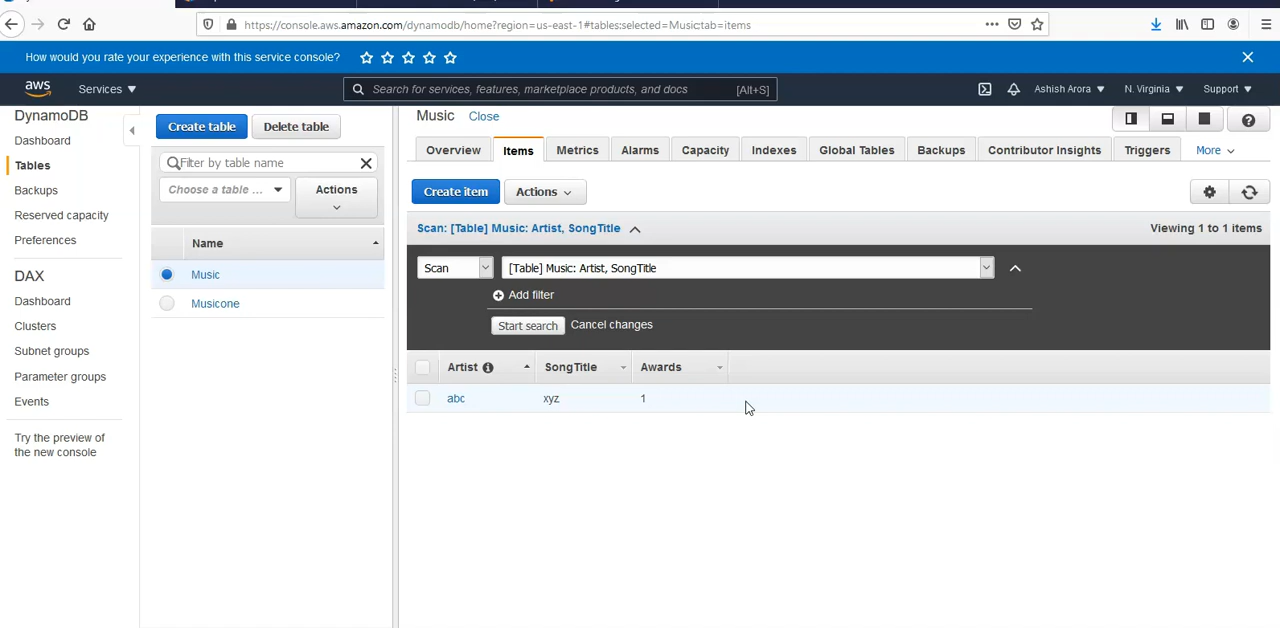 https://console.aws.amazon.com/dynamodb/home?region=us-east-1#tables:selected=Music;tab=items
How would you rate your experience with this service console?
aws Services Search for services, features, marketplace products, and docs [Alt+S] Ashish Arora N. Virginia Support
DynamoDB
Dashboard
Tables
Backups
Reserved capacity
Preferences
DAX
Dashboard
Clusters
Subnet groups
Parameter groups
Events
Try the preview of
the new console
Create table Delete table
Filter by table name
Choose a table ... Actions
Name
Music
Musicone
Music Close
Overview Items Metrics Alarms Capacity Indexes Global Tables Backups Contributor Insights Triggers More
Create item Actions
Scan: [Table] Music: Artist, SongTitle Viewing 1 to 1 items
Scan [Table] Music: Artist, SongTitle
Add filter
Start search Cancel changes
Artist SongTitle Awards
abc xyz 1